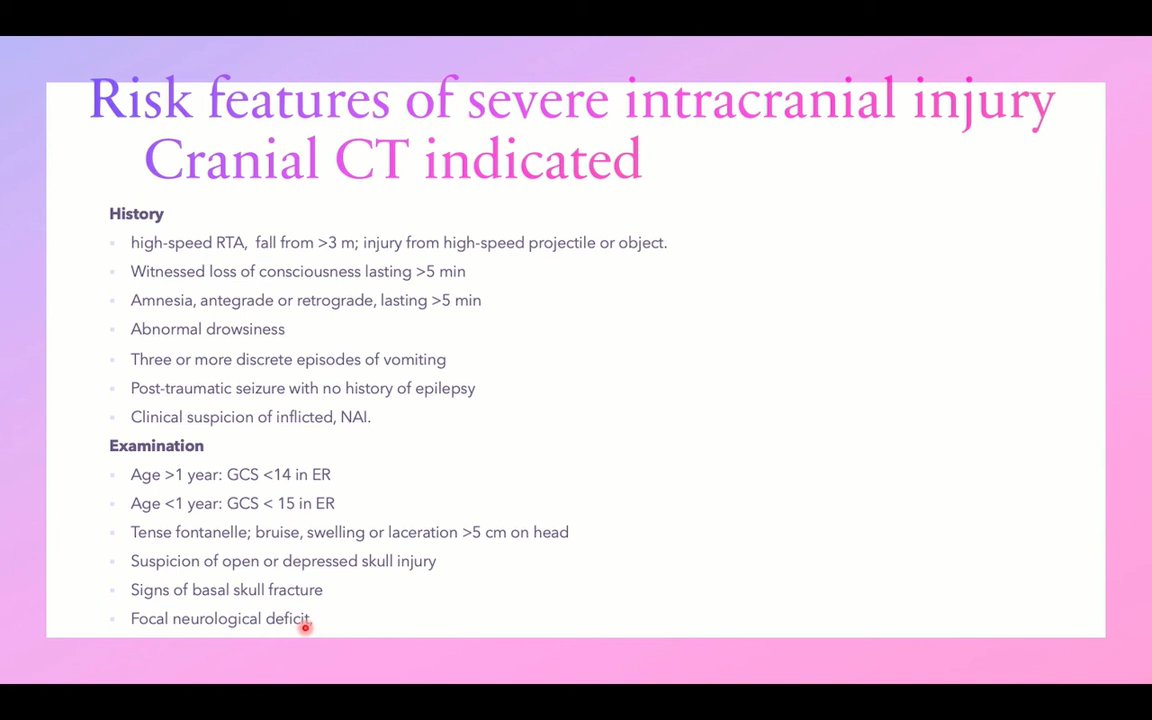 Risk features of severe intracranial injury
Cranial CT indicated
History
• high-speed RTA, fall from >3 m; injury from high-speed projectile or object.
• Witnessed loss of consciousness lasting >5 min
• Amnesia, antegrade or retrograde, lasting >5 min
• Abnormal drowsiness
• Three or more discrete episodes of vomiting
• Post-traumatic seizure with no history of epilepsy
• Clinical suspicion of inflicted, NAI.
Examination
• Age >1 year: GCS <14 in ER
• Age <1 year: GCS < 15 in ER
• Tense fontanelle; bruise, swelling or laceration >5 cm on head
• Suspicion of open or depressed skull injury
• Signs of basal skull fracture
• Focal neurological deficit.